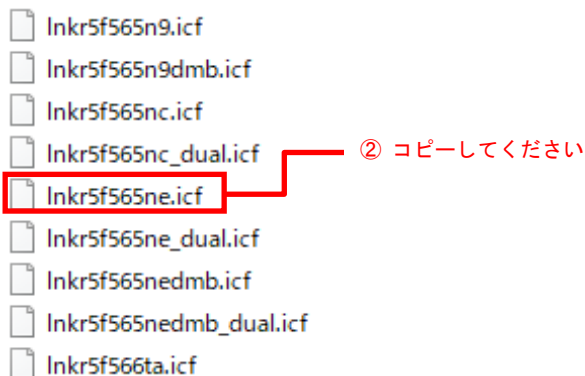 lnkr5f565n9.icf
lnkr5f565n9dmb.icf
lnkr5f565nc.icf
lnkr5f565nc_dual.icf
② コピーしてください
lnkr5f565ne.icf
lnkr5f565ne_dual.icf
lnkr5f565nedmb.icf
lnkr5f565nedmb_dual.icf
lnkr5f566ta.icf